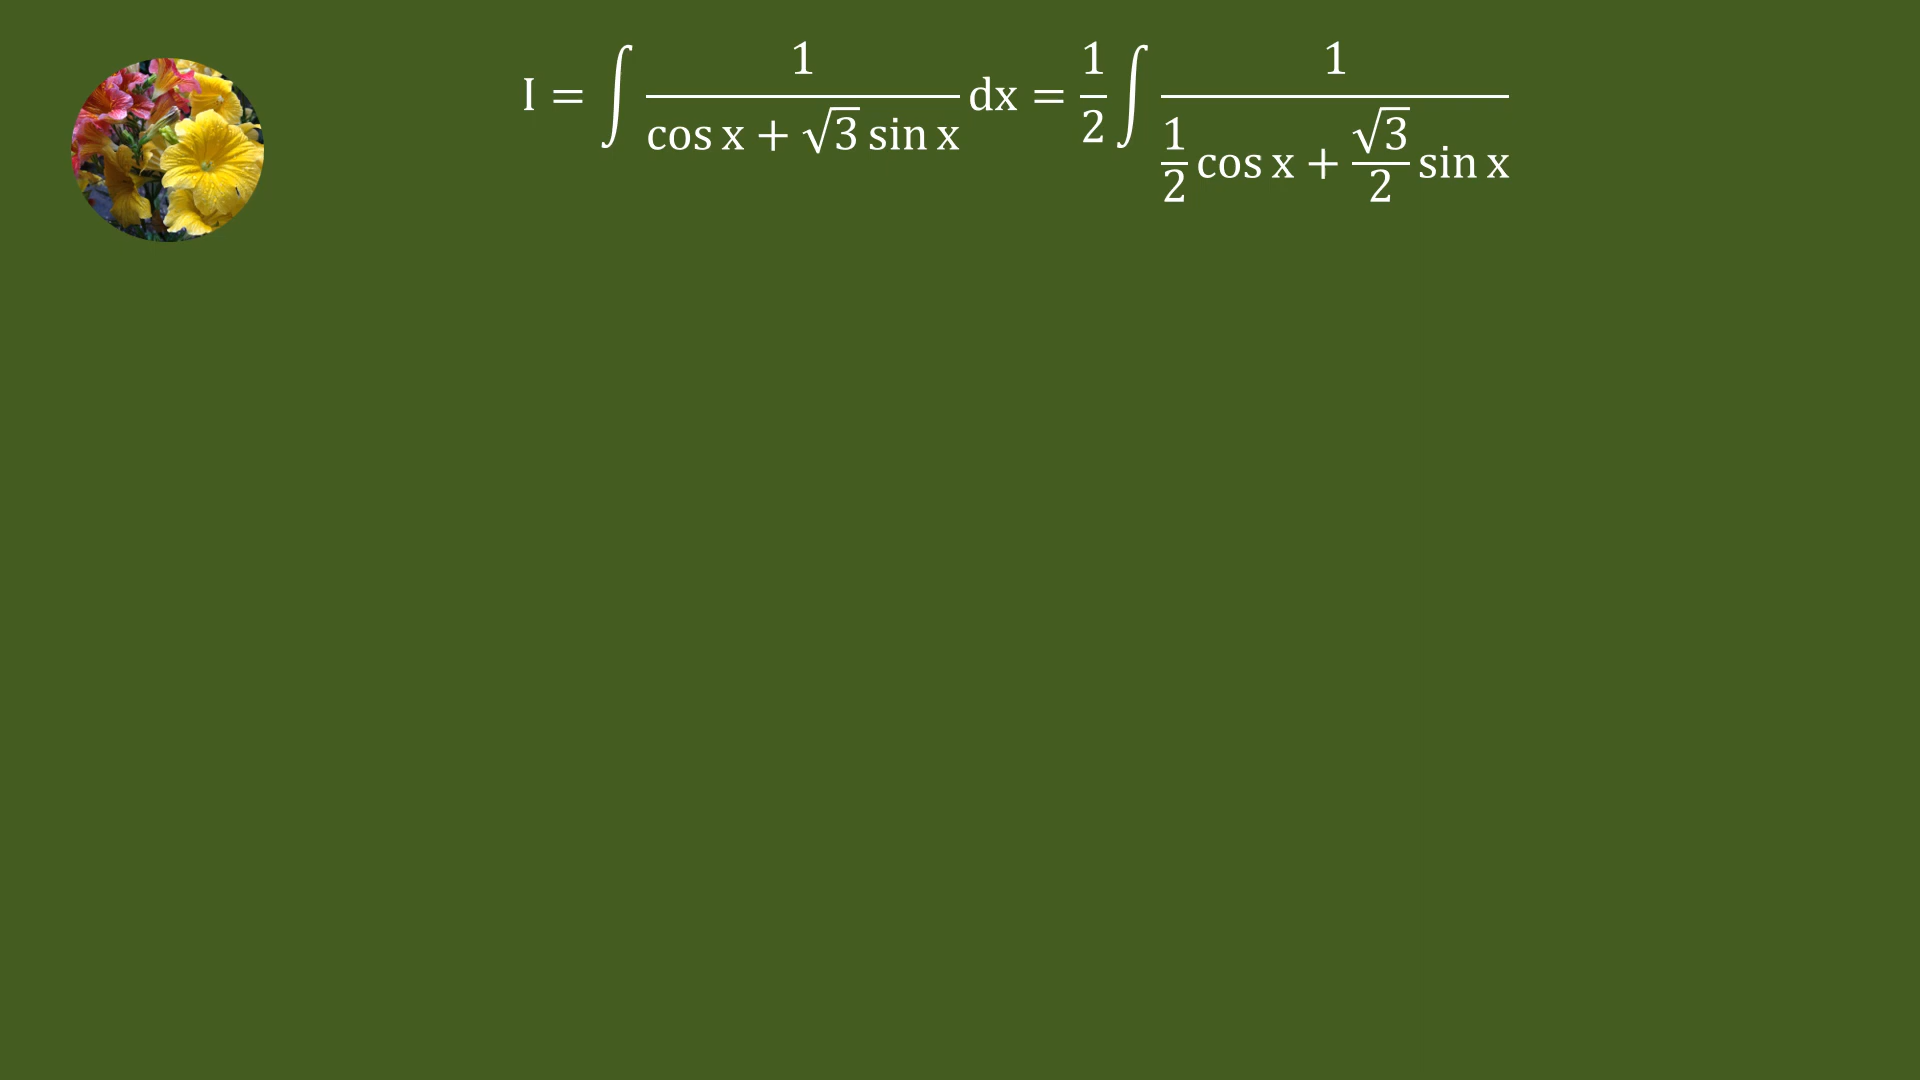 I = ∫ 1/(cos x + √3 sin x) dx = 1/2 ∫ 1/(1/2 cos x + √3/2 sin x)